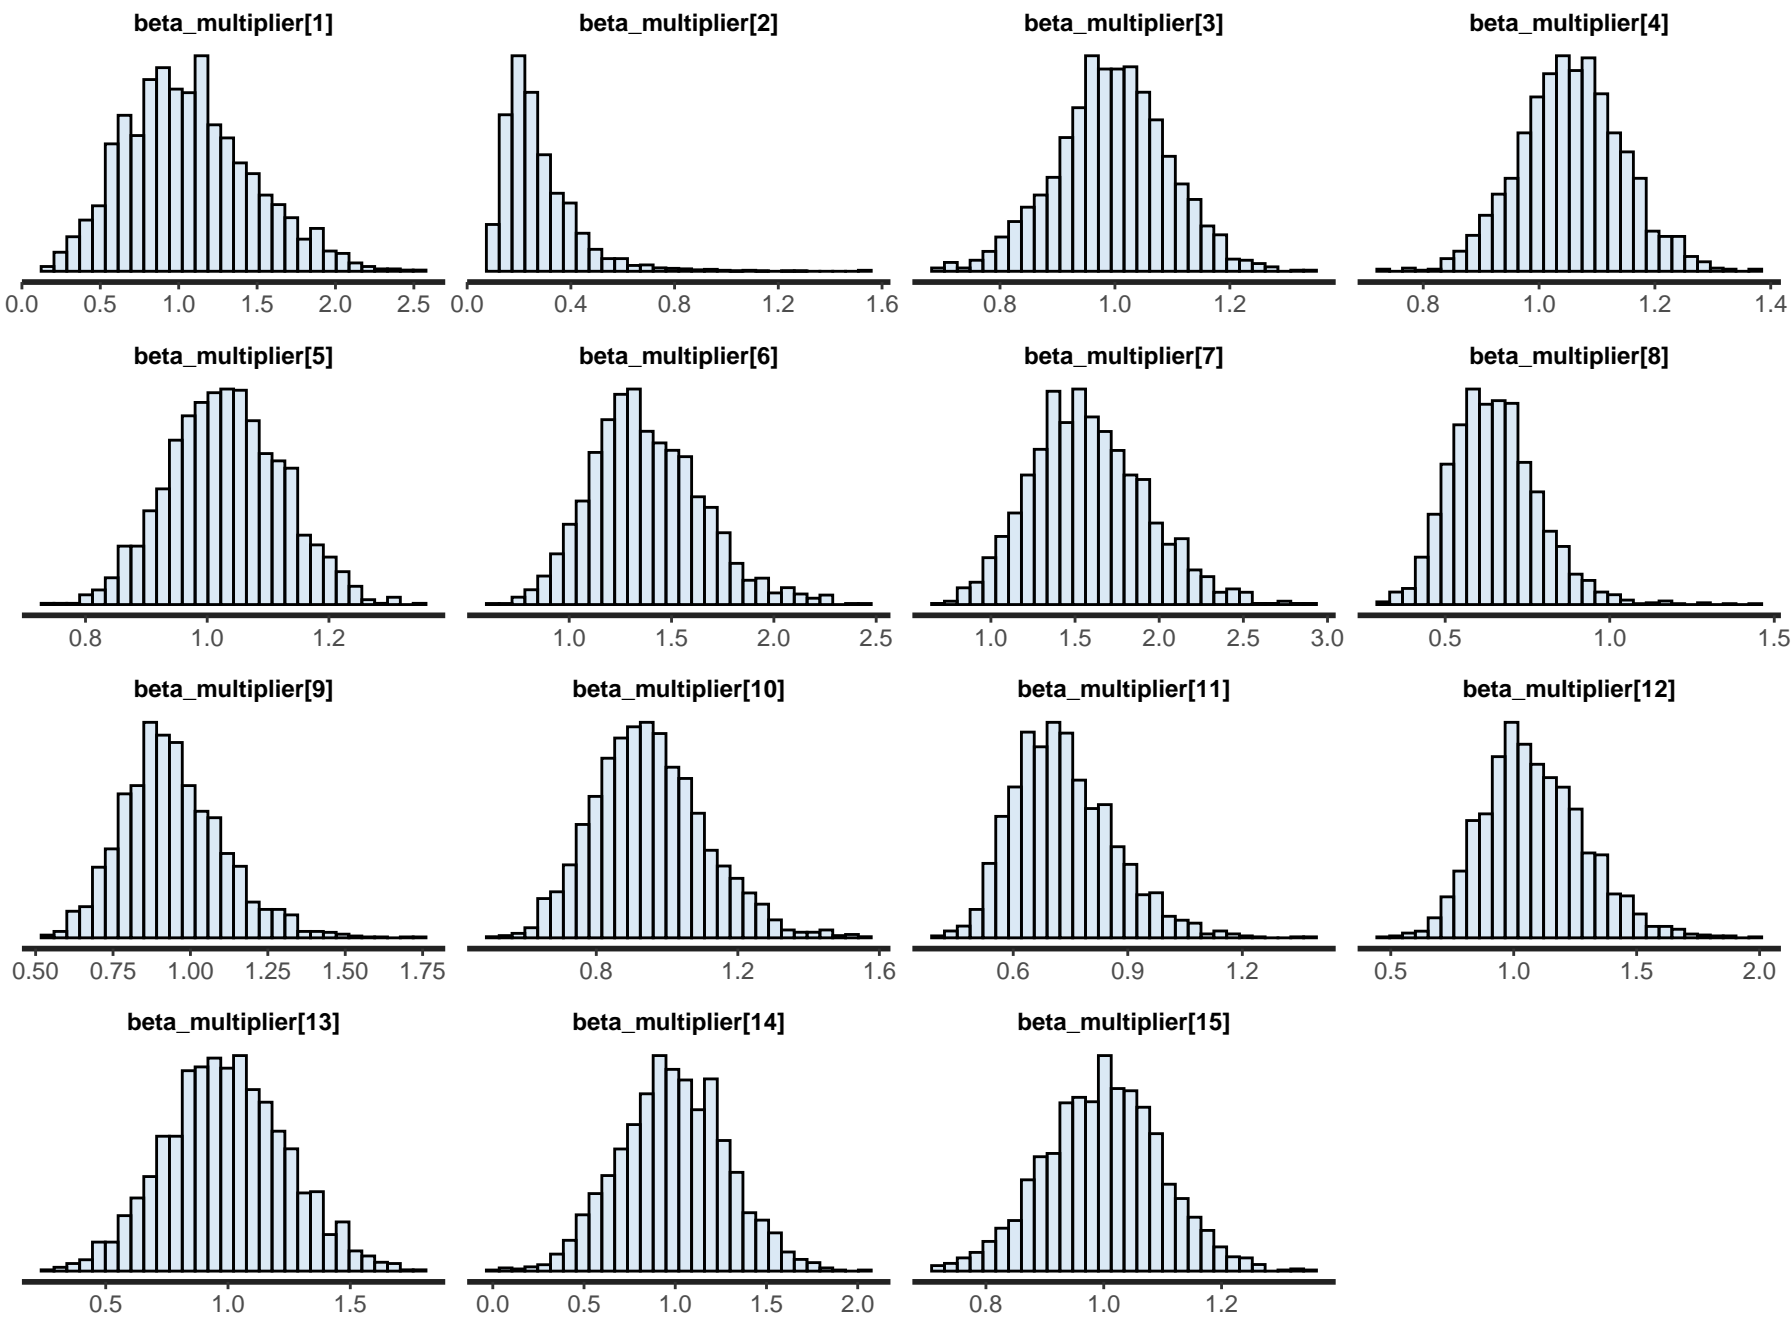 beta_multiplier[1] beta_multiplier[2] beta_multiplier[3] beta_multiplier[4]
0.0 0.5 1.0 1.5 2.0 2.5 0.0 0.4 0.8 1.2 1.6 0.8 1.0 1.2 0.8 1.0 1.2 1.4
beta_multiplier[5] beta_multiplier[6] beta_multiplier[7] beta_multiplier[8]
0.8 1.0 1.2 1.0 1.5 2.0 2.5 1.0 1.5 2.0 2.5 3.0 0.5 1.0 1.5
beta_multiplier[9] beta_multiplier[10] beta_multiplier[11] beta_multiplier[12]
0.50 0.75 1.00 1.25 1.50 1.75 0.8 1.2 1.6 0.6 0.9 1.2 0.5 1.0 1.5 2.0
beta_multiplier[13] beta_multiplier[14] beta_multiplier[15]
0.5 1.0 1.5 0.0 0.5 1.0 1.5 2.0 0.8 1.0 1.2